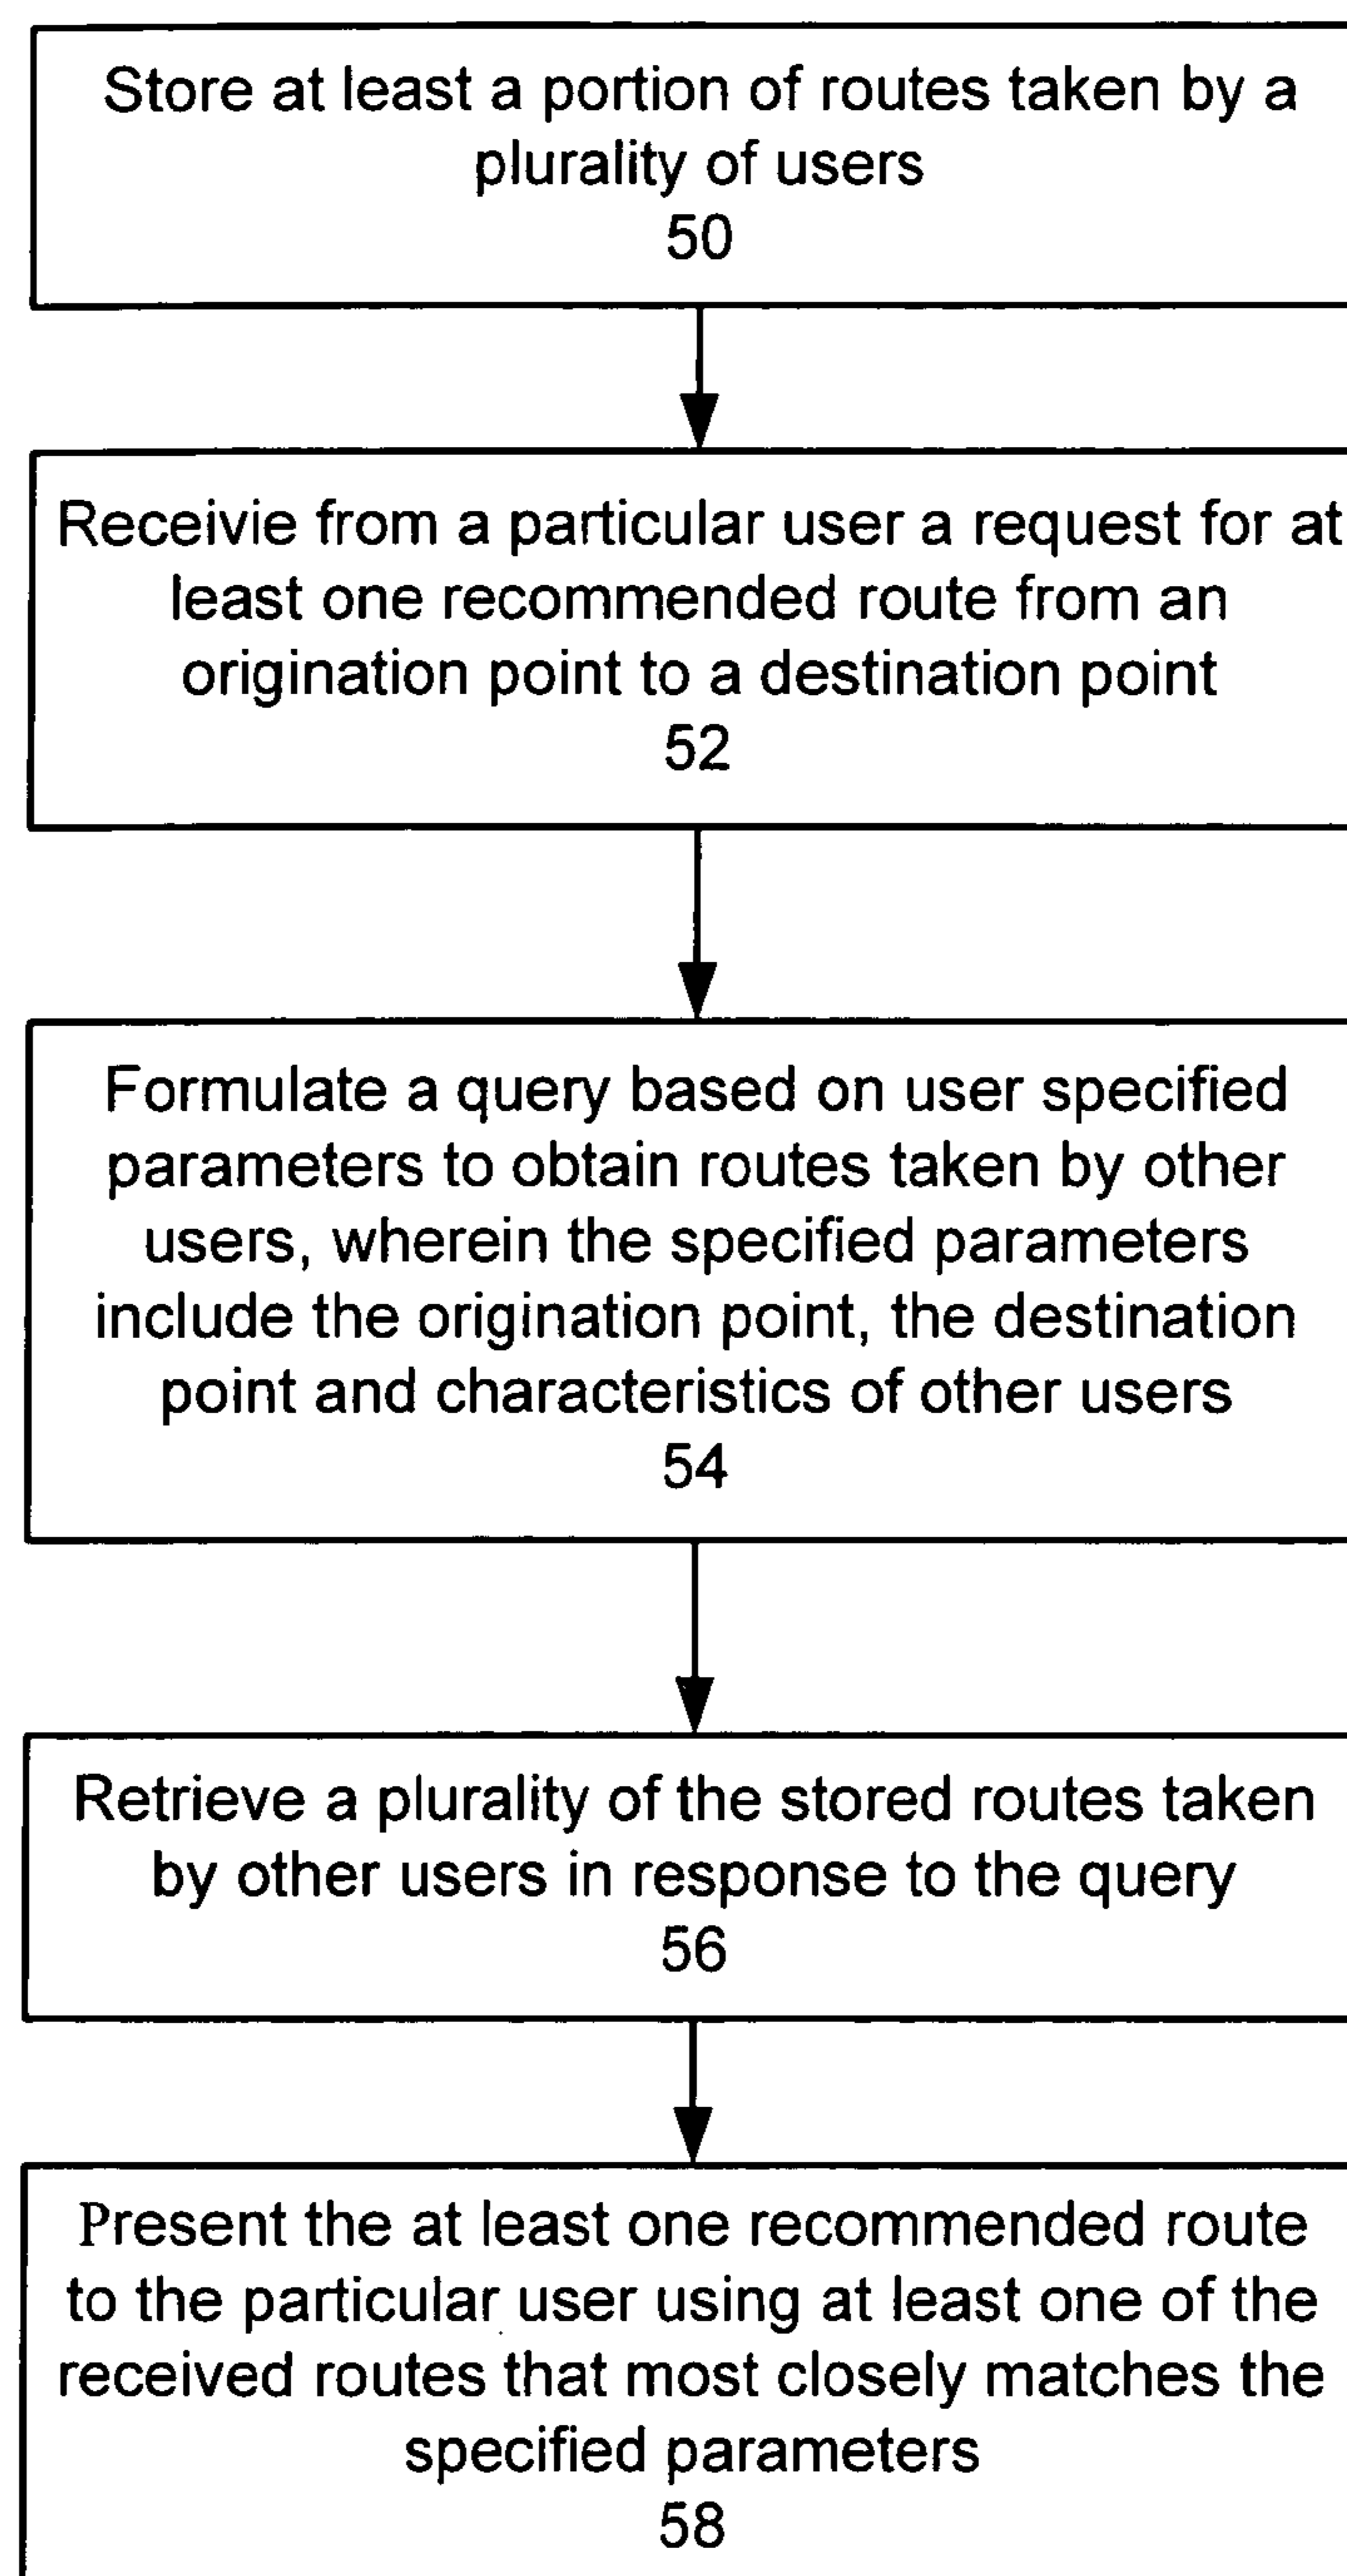 Store at least a portion of routes taken by a
plurality of users
50
Receivie from a particular user a request for at
least one recommended route from an
origination point to a destination point
52
Formulate a query based on user specified
parameters to obtain routes taken by other
users, wherein the specified parameters
include the origination point, the destination
point and characteristics of other users
54
Retrieve a plurality of the stored routes taken
by other users in response to the query
56
Present the at least one recommended route
to the particular user using at least one of the
received routes that most closely matches the
specified parameters
58